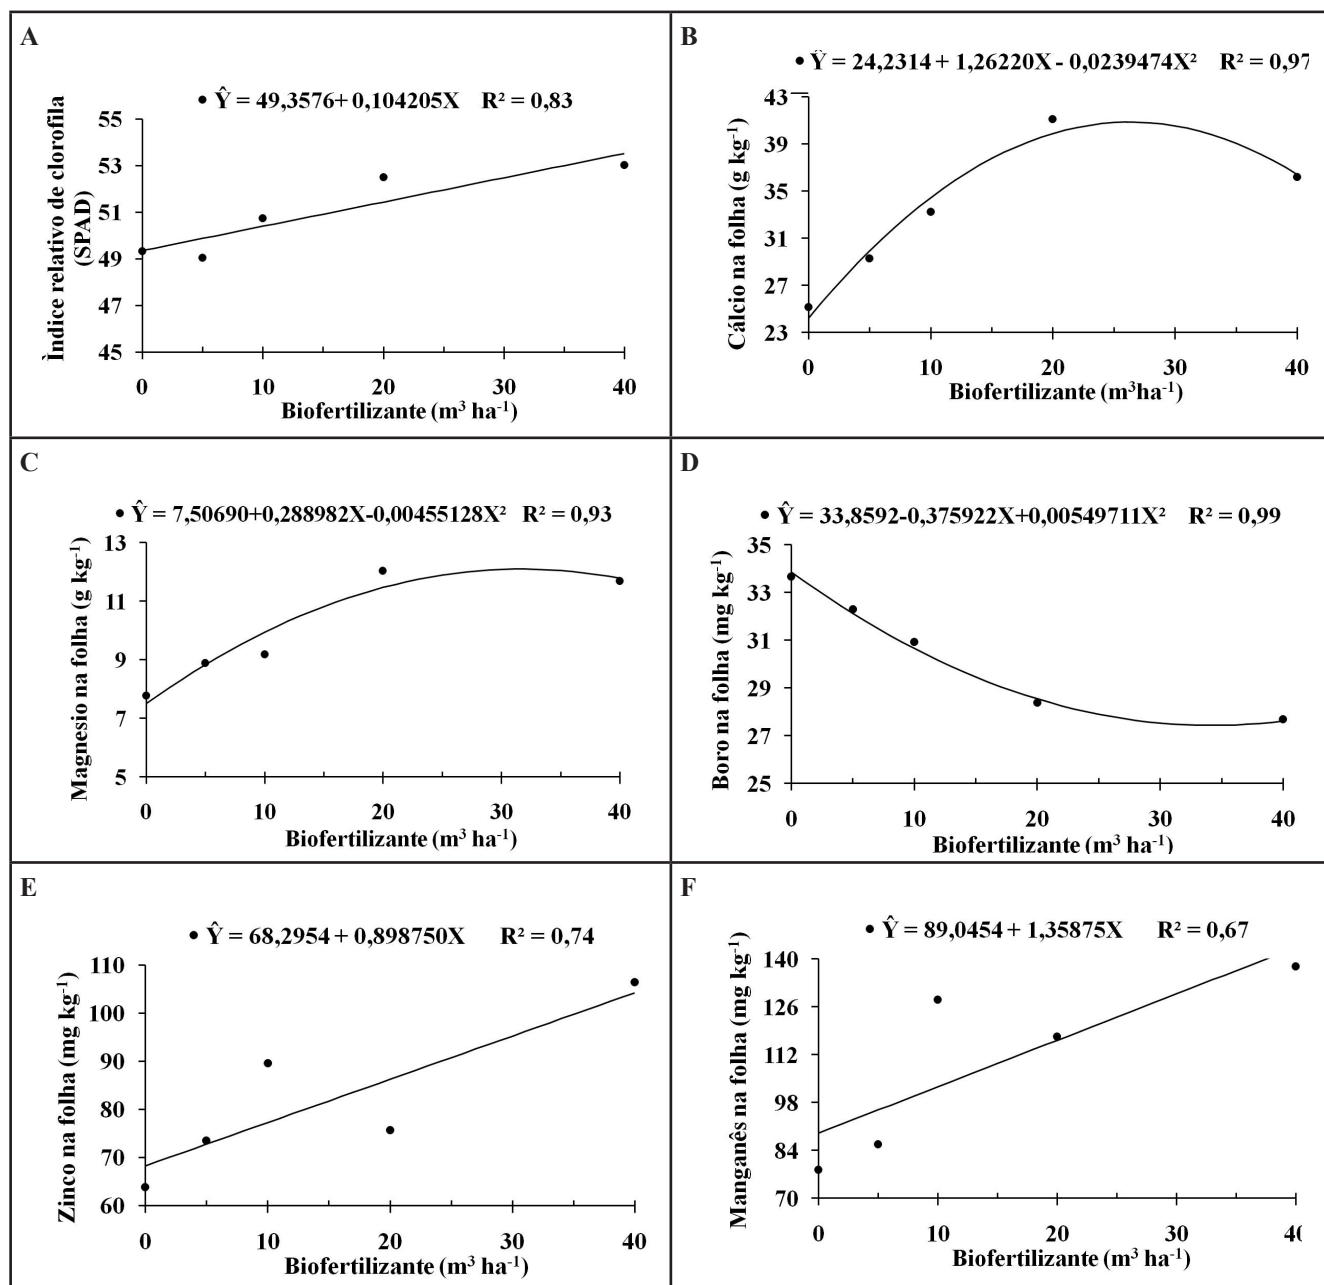 A
• Ŷ = 49,3576+ 0,104205X R² = 0,83
Índice relativo de clorofila
(SPAD)
55
53
51
49
47
45
0 10 20 30 40
Biofertilizante (m³ ha⁻¹)
B
• Ŷ = 24,2314 + 1,26220X - 0,0239474X² R² = 0,97
Cálcio na folha (g kg⁻¹)
43
39
35
31
27
23
0 10 20 30 40
Biofertilizante (m³ha⁻¹)
C
• Ŷ = 7,50690+0,288982X-0,00455128X² R² = 0,93
Magnesio na folha (g kg⁻¹)
13
11
9
7
5
0 10 20 30 40
Biofertilizante (m³ ha⁻¹)
D
• Ŷ = 33,8592-0,375922X+0,00549711X² R² = 0,99
Boro na folha (mg kg⁻¹)
35
33
31
29
27
25
0 10 20 30 40
Biofertilizante (m³ ha⁻¹)
E
• Ŷ = 68,2954 + 0,898750X R² = 0,74
Zinco na folha (mg kg⁻¹)
110
100
90
80
70
60
0 10 20 30 40
Biofertilizante (m³ ha⁻¹)
F
• Ŷ = 89,0454 + 1,35875X R² = 0,67
Manganês na folha (mg kg⁻¹)
140
126
112
98
84
70
0 10 20 30 40
Biofertilizante (m³ ha⁻¹)